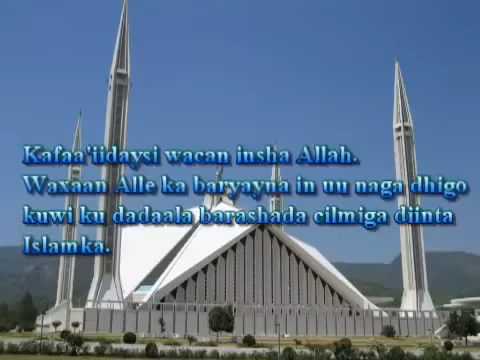 Kafaa'iidaysi wacan insha Allah.
Waxaan Alle ka baryayna in uu naga dhigo
kuwi ku dadaala barashada cilmiga diinta
Islamka.